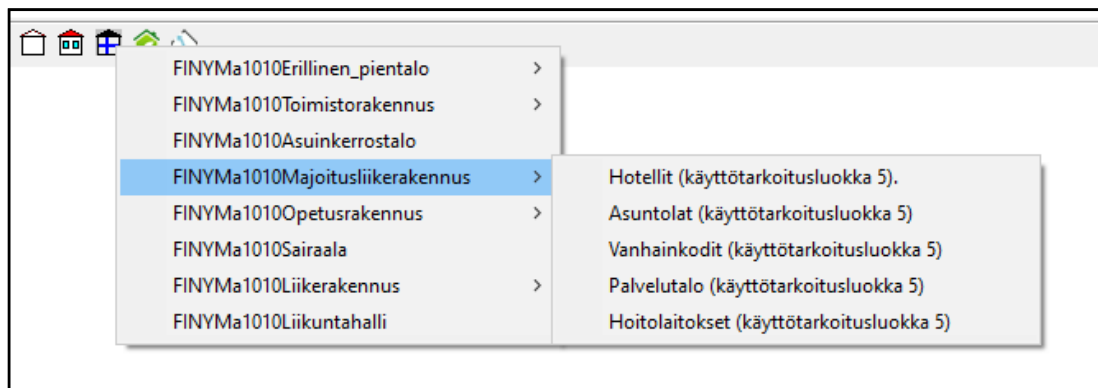 FINYMa1010Erillinen_pientalo
FINYMa1010Toimistorakennus
FINYMa1010Asuinkerrostalo
FINYMa1010Majoitusliikerakennus
FINYMa1010Opetusrakennus
FINYMa1010Sairaala
FINYMa1010Liikerakennus
FINYMa1010Liikuntahalli
Hotellit (käyttötarkoitusluokka 5).
Asuntolat (käyttötarkoitusluokka 5)
Vanhainkodit (käyttötarkoitusluokka 5)
Palvelutalo (käyttötarkoitusluokka 5)
Hoitolaitokset (käyttötarkoitusluokka 5)